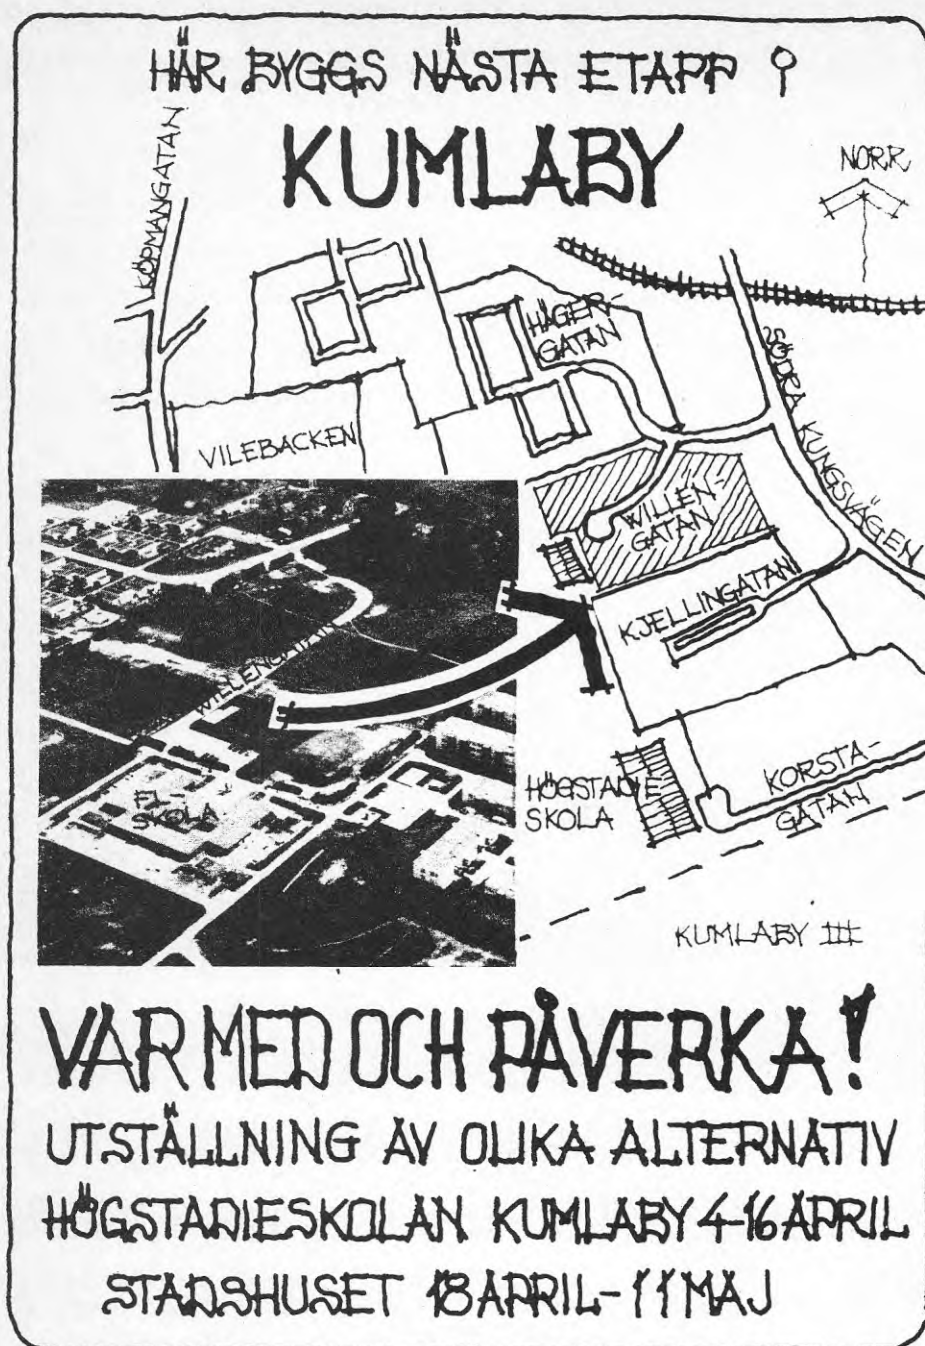 HÄR BYGGS NÄSTA ETAPP I
KUMLABY
NORR
KÖPMANGATAN
HÄGER-
GATAN
SÖDRA KUNGSVÄGEN
VILEBACKEN
WILLEN-
GATAN
KJELLINGATAN
WILLENGATAN
HÖGSTADIE
SKOLA
KORSTA-
GATAN
SKOLA
KUMLABY III
VAR MED OCH PÅVERKA!
UTSTÄLLNING AV OLIKA ALTERNATIV
HÖGSTADIESKOLAN KUMLABY 4-16 APRIL
STADSHUSET 18 APRIL - 11 MAJ